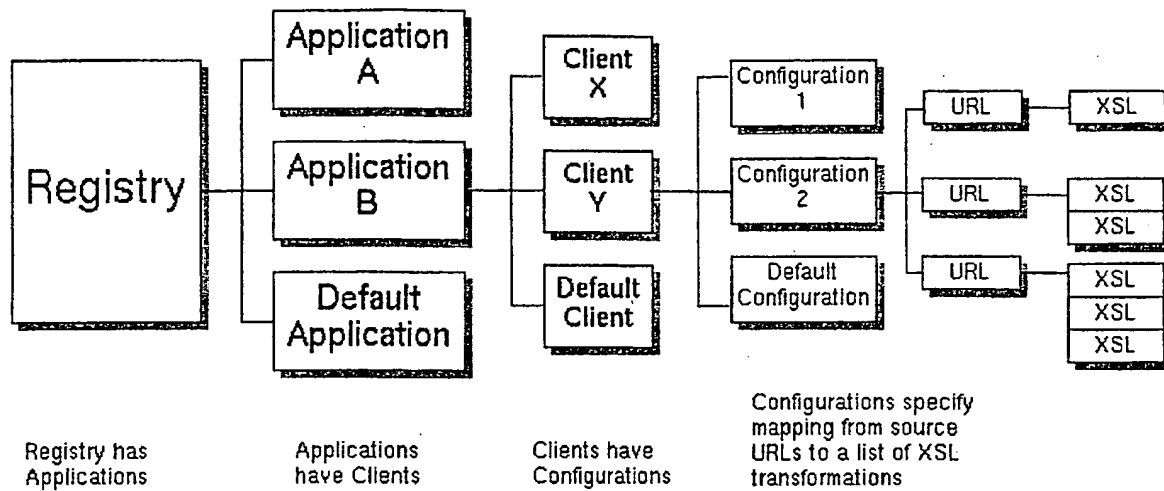 Registry
Application
A
Application
B
Default
Application
Client
X
Client
Y
Default
Client
Configuration
1
Configuration
2
Default
Configuration
URL
XSL
URL
XSL
XSL
URL
XSL
XSL
XSL
Registry has
Applications
Applications
have Clients
Clients have
Configurations
Configurations specify
mapping from source
URLs to a list of XSL
transformations